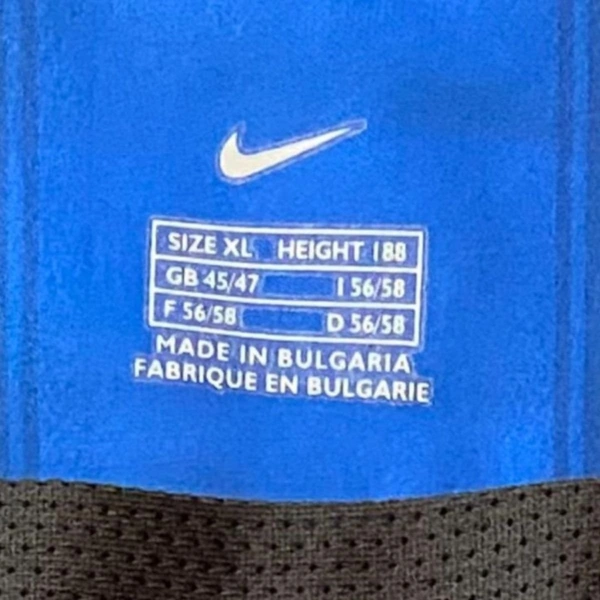 SIZE XL HEIGHT 188
GB 45/47 I 56/58
F 56/58 D 56/58
MADE IN BULGARIA
FABRIQUE EN BULGARIE